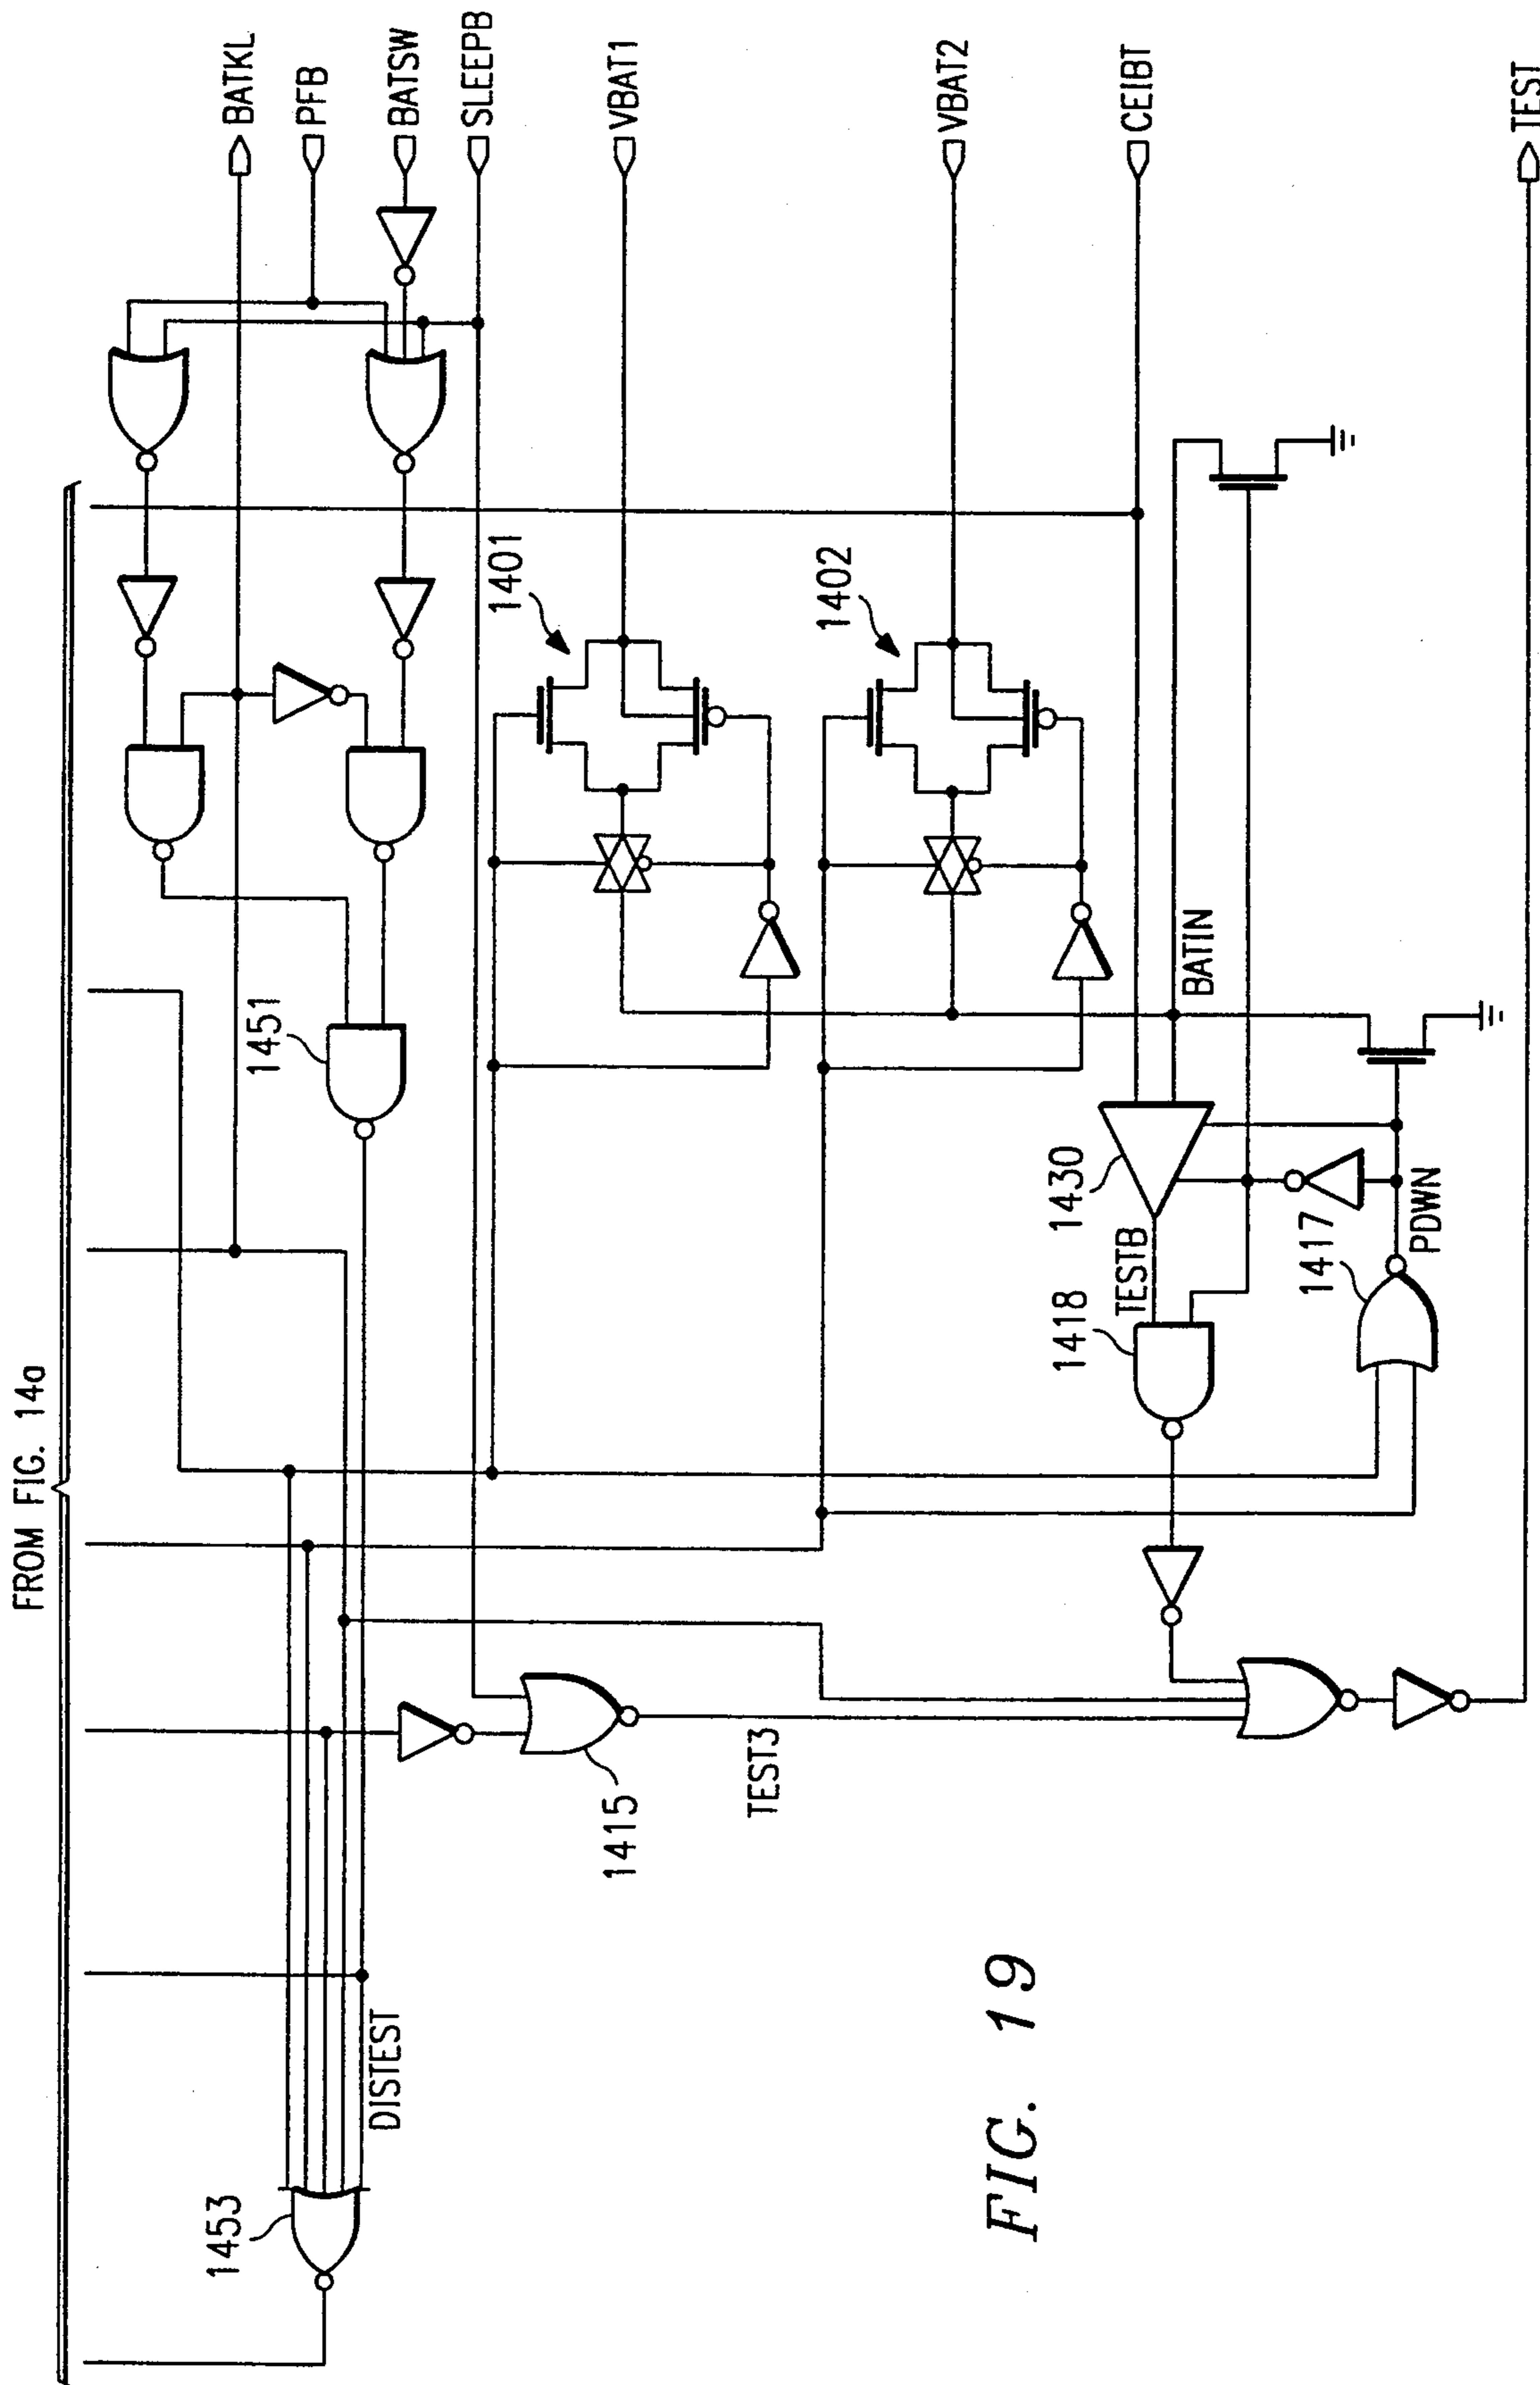 FROM FIG. 14a
BATKL
PFB
BATSW
SLEEPB
VBAT1
VBAT2
CEIBT
TEST
1401
1402
1451
BATIN
1430
TESTB
1418
1417
PDWN
1415
TEST3
DISTEST
1453
FIG. 19